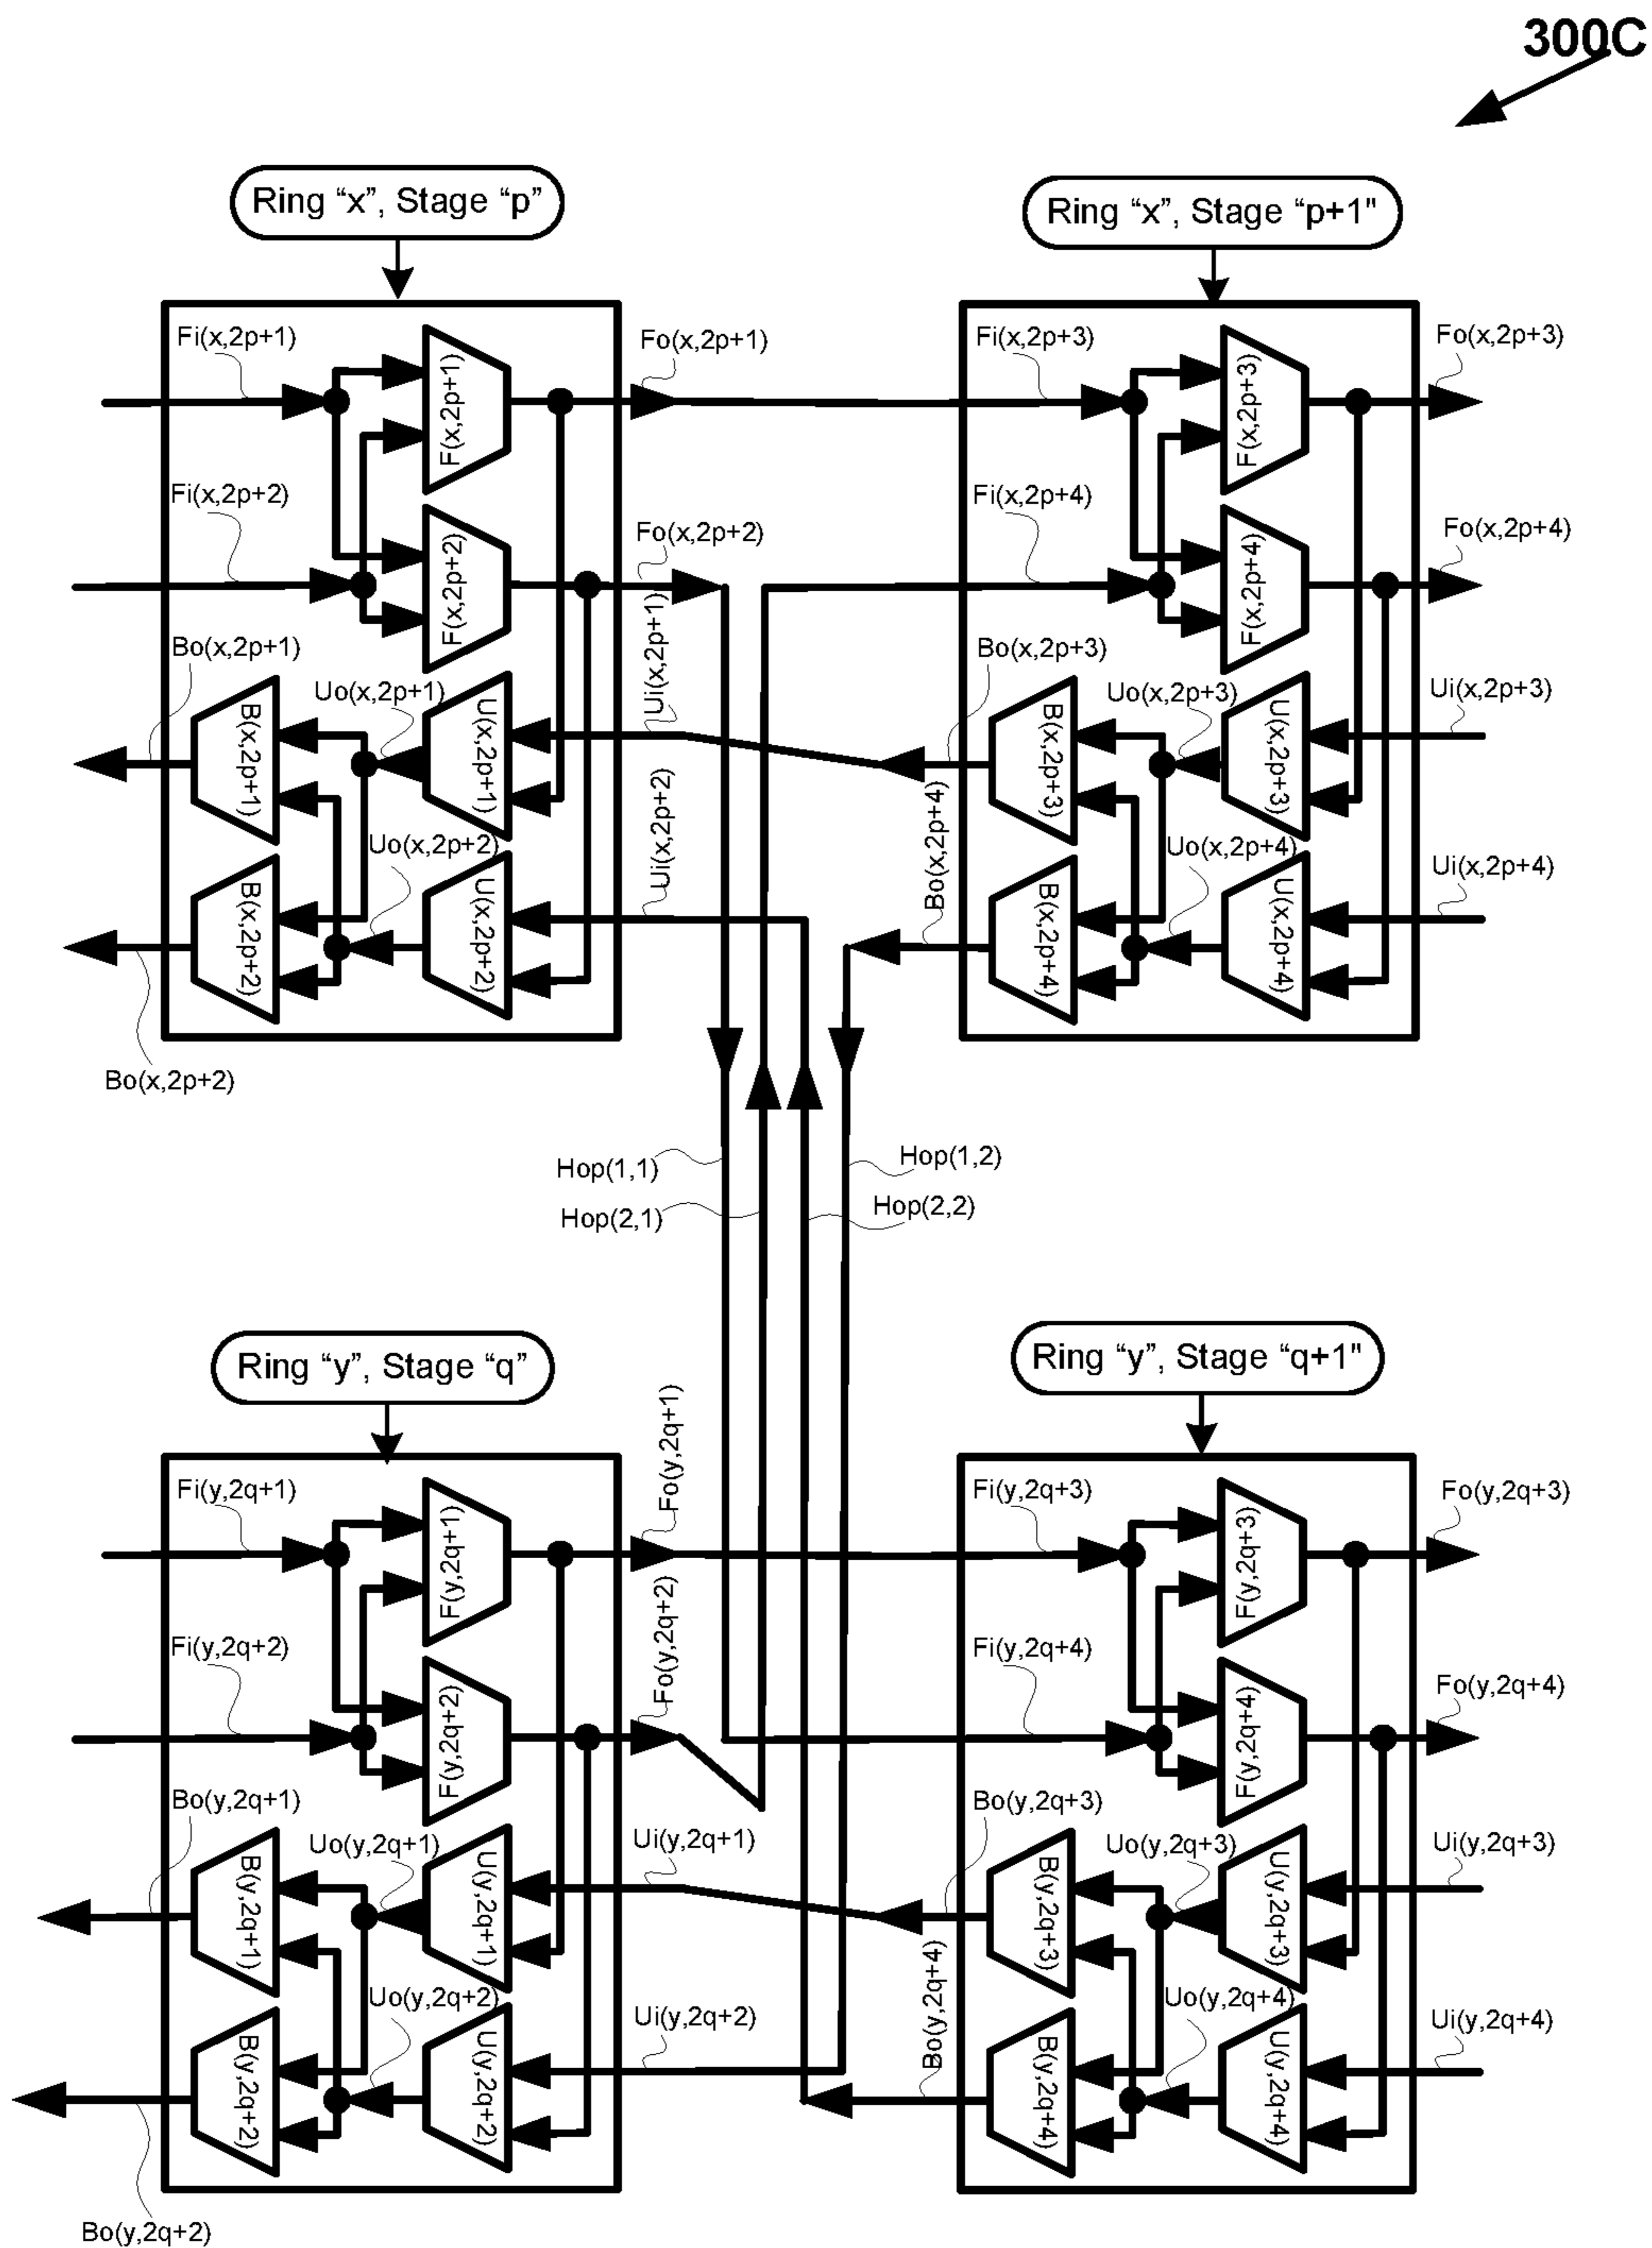 300C
Ring “x”, Stage “p”
Ring “x”, Stage “p+1"
Fi(x,2p+1)
F(x,2p+1)
Fo(x,2p+1)
Fi(x,2p+3)
F(x,2p+3)
Fo(x,2p+3)
Fi(x,2p+2)
F(x,2p+2)
Fo(x,2p+2)
Fi(x,2p+4)
F(x,2p+4)
Fo(x,2p+4)
Bo(x,2p+1)
B(x,2p+1)
Uo(x,2p+1)
U(x,2p+1)
Ui(x,2p+1)
Bo(x,2p+3)
B(x,2p+3)
Uo(x,2p+3)
U(x,2p+3)
Ui(x,2p+3)
B(x,2p+2)
Uo(x,2p+2)
U(x,2p+2)
Ui(x,2p+2)
Bo(x,2p+4)
B(x,2p+4)
Uo(x,2p+4)
U(x,2p+4)
Ui(x,2p+4)
Bo(x,2p+2)
Hop(1,1)
Hop(1,2)
Hop(2,1)
Hop(2,2)
Ring “y”, Stage “q”
Ring “y”, Stage “q+1"
Fi(y,2q+1)
F(y,2q+1)
Fo(y,2q+1)
Fi(y,2q+3)
F(y,2q+3)
Fo(y,2q+3)
Fi(y,2q+2)
F(y,2q+2)
Fo(y,2q+2)
Fi(y,2q+4)
F(y,2q+4)
Fo(y,2q+4)
Bo(y,2q+1)
B(y,2q+1)
Uo(y,2q+1)
U(y,2q+1)
Ui(y,2q+1)
Bo(y,2q+3)
B(y,2q+3)
Uo(y,2q+3)
U(y,2q+3)
Ui(y,2q+3)
B(y,2q+2)
Uo(y,2q+2)
U(y,2q+2)
Ui(y,2q+2)
Bo(y,2q+4)
B(y,2q+4)
Uo(y,2q+4)
U(y,2q+4)
Ui(y,2q+4)
Bo(y,2q+2)